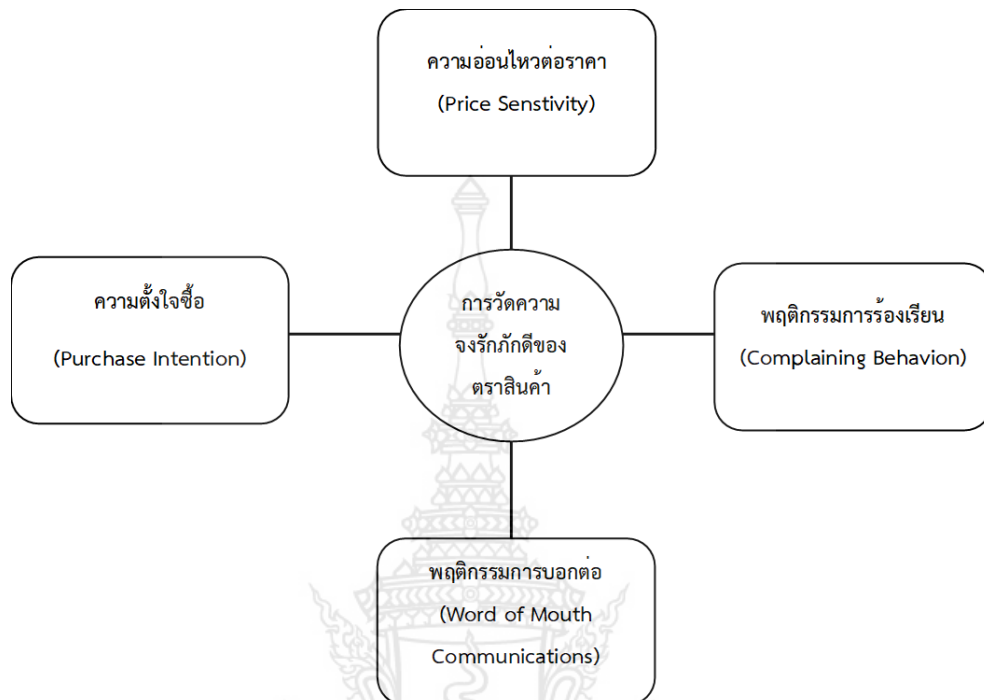 ความอ่อนไหวต่อราคา
(Price Senstivity)
ความตั้งใจซื้อ
(Purchase Intention)
การวัดความ
จงรักภักดีของ
ตราสินค้า
พฤติกรรมการร้องเรียน
(Complaining Behavion)
พฤติกรรมการบอกต่อ
(Word of Mouth
Communications)